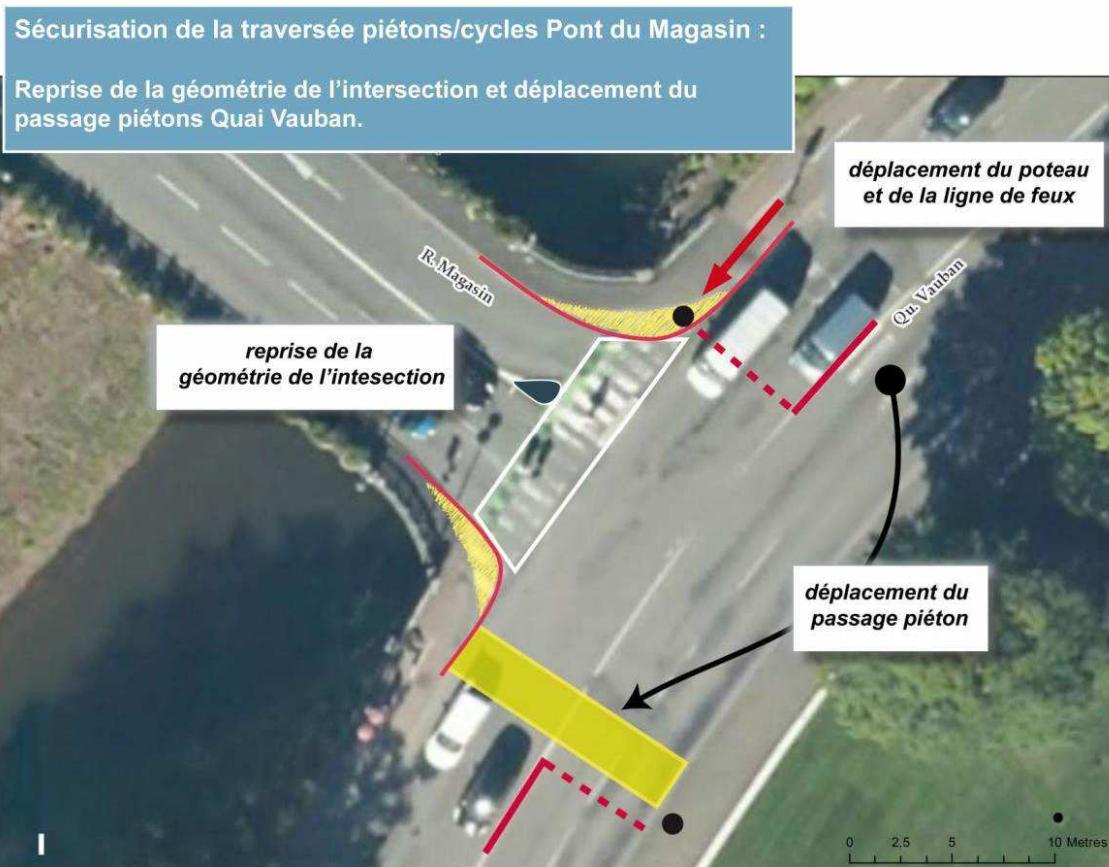 Sécurisation de la traversée piétons/cycles Pont du Magasin :
Reprise de la géométrie de l'intersection et déplacement du
passage piétons Quai Vauban.
déplacement du poteau
et de la ligne de feux
R. Magasin
Qu. Vauban
reprise de la
géométrie de l'intesection
déplacement du
passage piéton
0 2,5 5 10 Metres